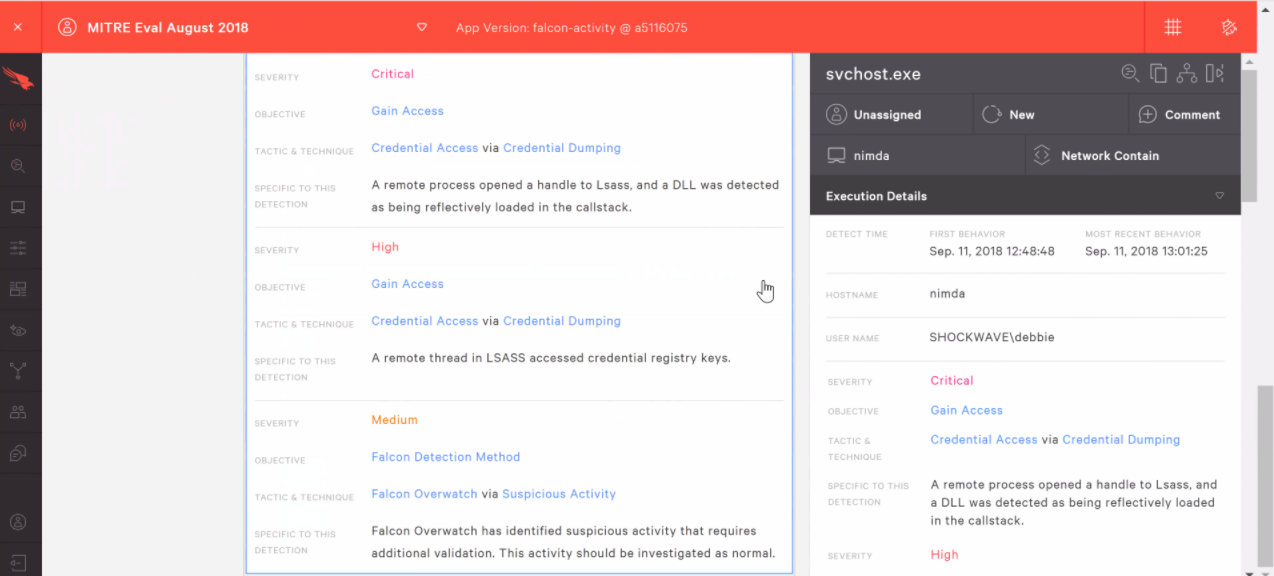 MITRE Eval August 2018
App Version: falcon-activity @ a5116075
SEVERITY
Critical
OBJECTIVE
Gain Access
TACTIC & TECHNIQUE
Credential Access via Credential Dumping
SPECIFIC TO THIS
DETECTION
A remote process opened a handle to Lsass, and a DLL was detected
as being reflectively loaded in the callstack.
SEVERITY
High
OBJECTIVE
Gain Access
TACTIC & TECHNIQUE
Credential Access via Credential Dumping
SPECIFIC TO THIS
DETECTION
A remote thread in LSASS accessed credential registry keys.
SEVERITY
Medium
OBJECTIVE
Falcon Detection Method
TACTIC & TECHNIQUE
Falcon Overwatch via Suspicious Activity
SPECIFIC TO THIS
DETECTION
Falcon Overwatch has identified suspicious activity that requires
additional validation. This activity should be investigated as normal.
svchost.exe
Unassigned
New
Comment
nimda
Network Contain
Execution Details
DETECT TIME
FIRST BEHAVIOR
Sep. 11, 2018 12:48:48
MOST RECENT BEHAVIOR
Sep. 11, 2018 13:01:25
HOSTNAME
nimda
USER NAME
SHOCKWAVE\debbie
SEVERITY
Critical
OBJECTIVE
Gain Access
TACTIC &
TECHNIQUE
Credential Access via Credential Dumping
SPECIFIC TO THIS
DETECTION
A remote process opened a handle to Lsass, and
a DLL was detected as being reflectively loaded
in the callstack.
SEVERITY
High